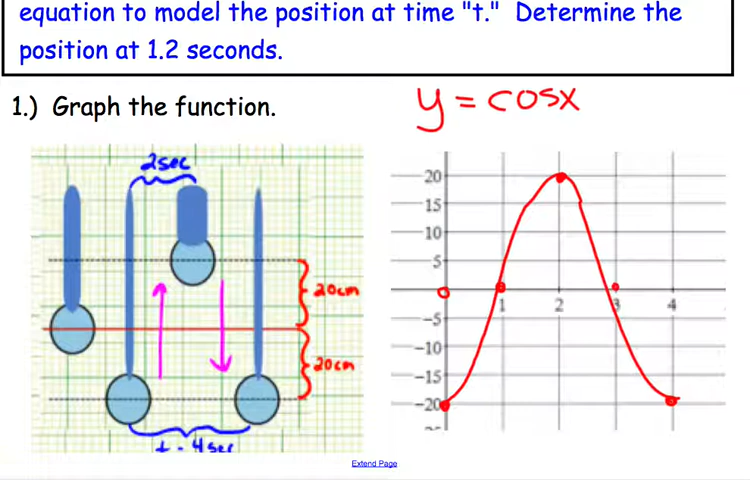 equation to model the position at time "t." Determine the
position at 1.2 seconds.
1.) Graph the function.
y = cosx
2sec
20cm
20cm
t - 4sec
20
15
10
5
0
1
2
3
4
-5
-10
-15
-20
Extend Page